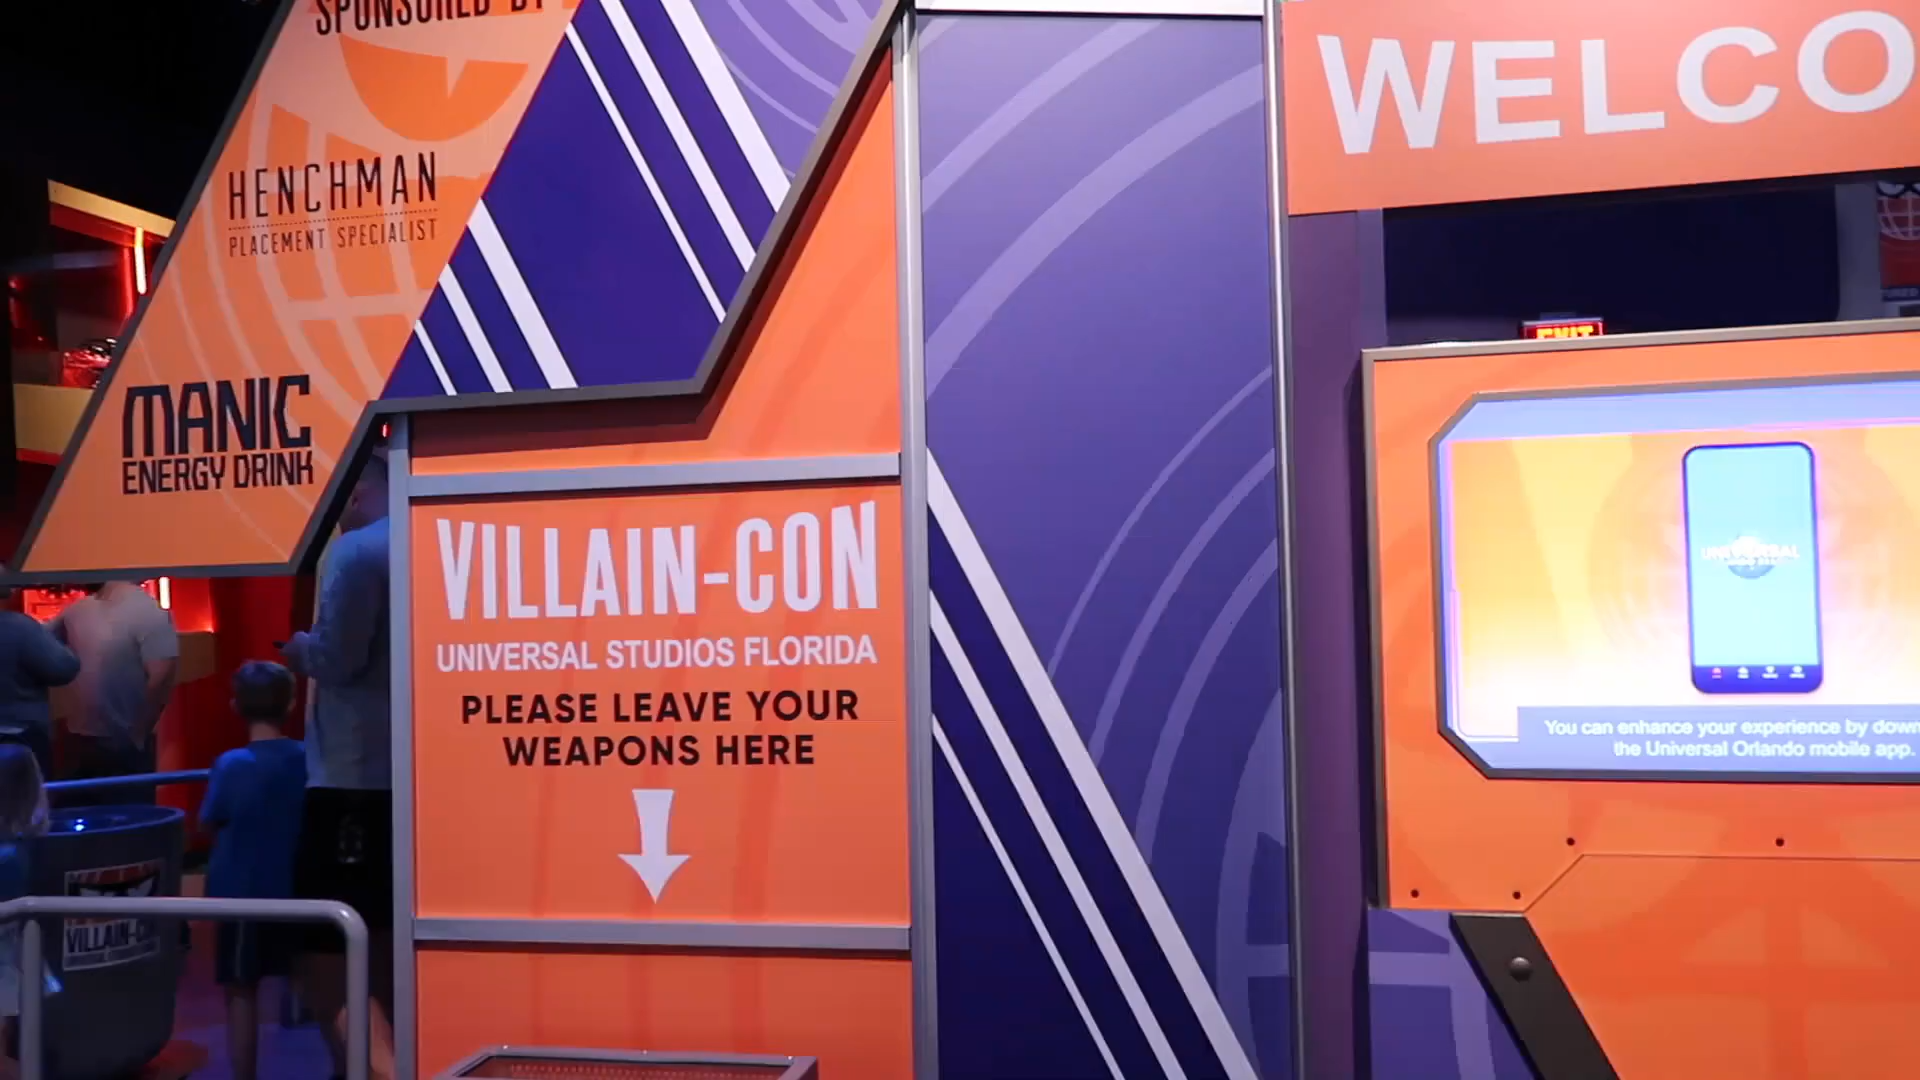 SPONSORED BY
HENCHMAN
PLACEMENT SPECIALIST
MANIC
ENERGY DRINK
VILLAIN-CON
UNIVERSAL STUDIOS FLORIDA
PLEASE LEAVE YOUR
WEAPONS HERE
WELCO
EXIT
UNIVERSAL
You can enhance your experience by down
the Universal Orlando mobile app.
VILLAIN-C